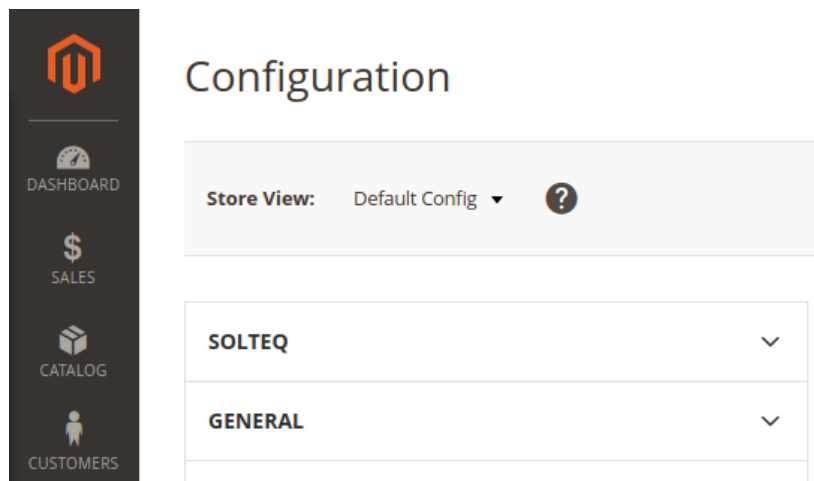 Configuration
DASHBOARD
Store View: Default Config
SALES
SOLTEQ
CATALOG
GENERAL
CUSTOMERS